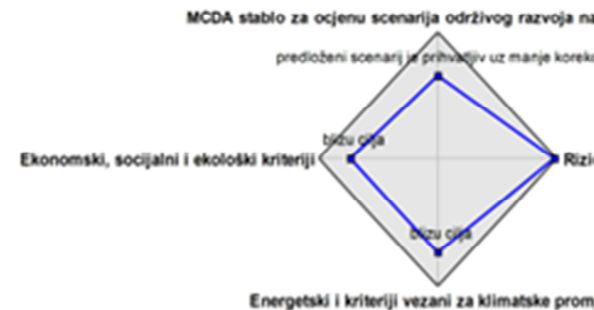 MCDA stablo za ocjenu scenarija održivog razvoja na
predloženi scenarij je prihvatljiv uz manje korek
blizu cilja
Ekonomski, socijalni i ekološki kriteriji
Rizi
blizu cilja
Energetski i kriteriji vezani za klimatske prom